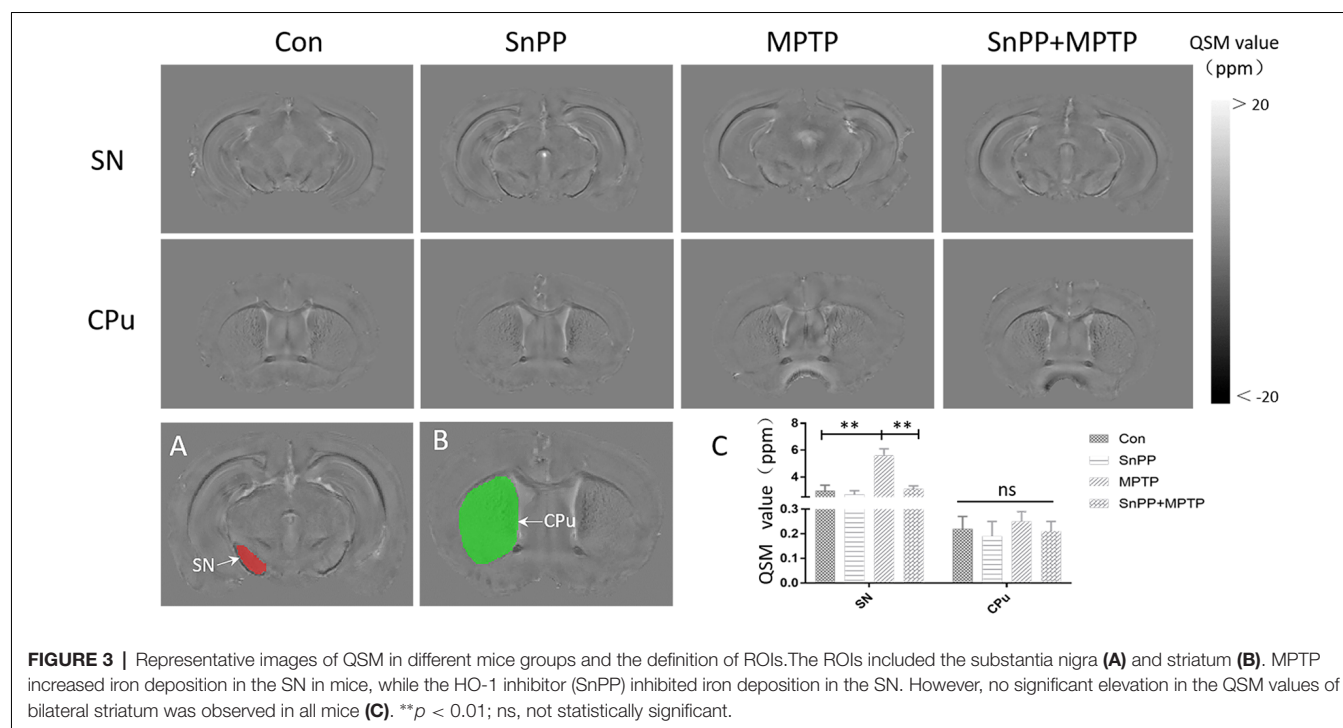 Con SnPP MPTP SnPP+MPTP QSM value
（ppm）
SN
> 20
CPu
< -20
A
SN
B
CPu
C
QSM value（ppm）
8
6
4
0.3
0.2
0.1
0.0
** **
ns
SN CPu
Con
SnPP
MPTP
SnPP+MPTP
FIGURE 3 | Representative images of QSM in different mice groups and the definition of ROIs.The ROIs included the substantia nigra (A) and striatum (B). MPTP
increased iron deposition in the SN in mice, while the HO-1 inhibitor (SnPP) inhibited iron deposition in the SN. However, no significant elevation in the QSM values of
bilateral striatum was observed in all mice (C). **p < 0.01; ns, not statistically significant.